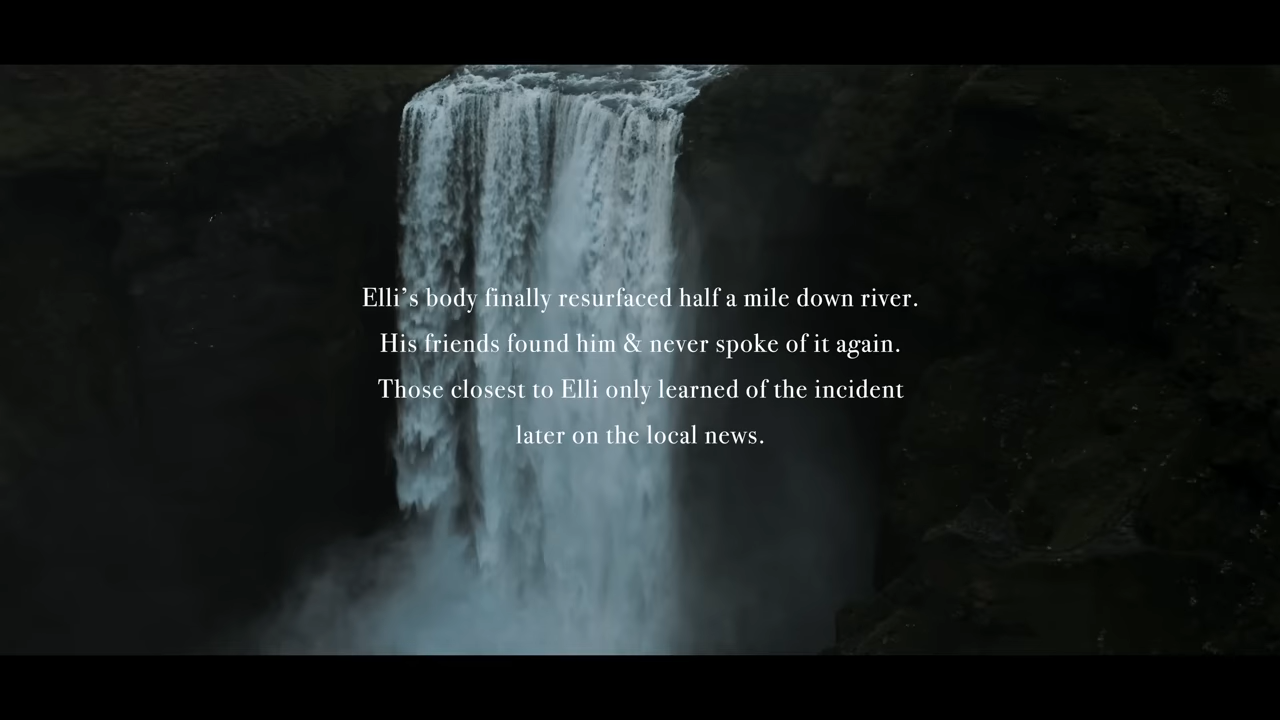 Elli’s body finally resurfaced half a mile down river.
His friends found him & never spoke of it again.
Those closest to Elli only learned of the incident
later on the local news.